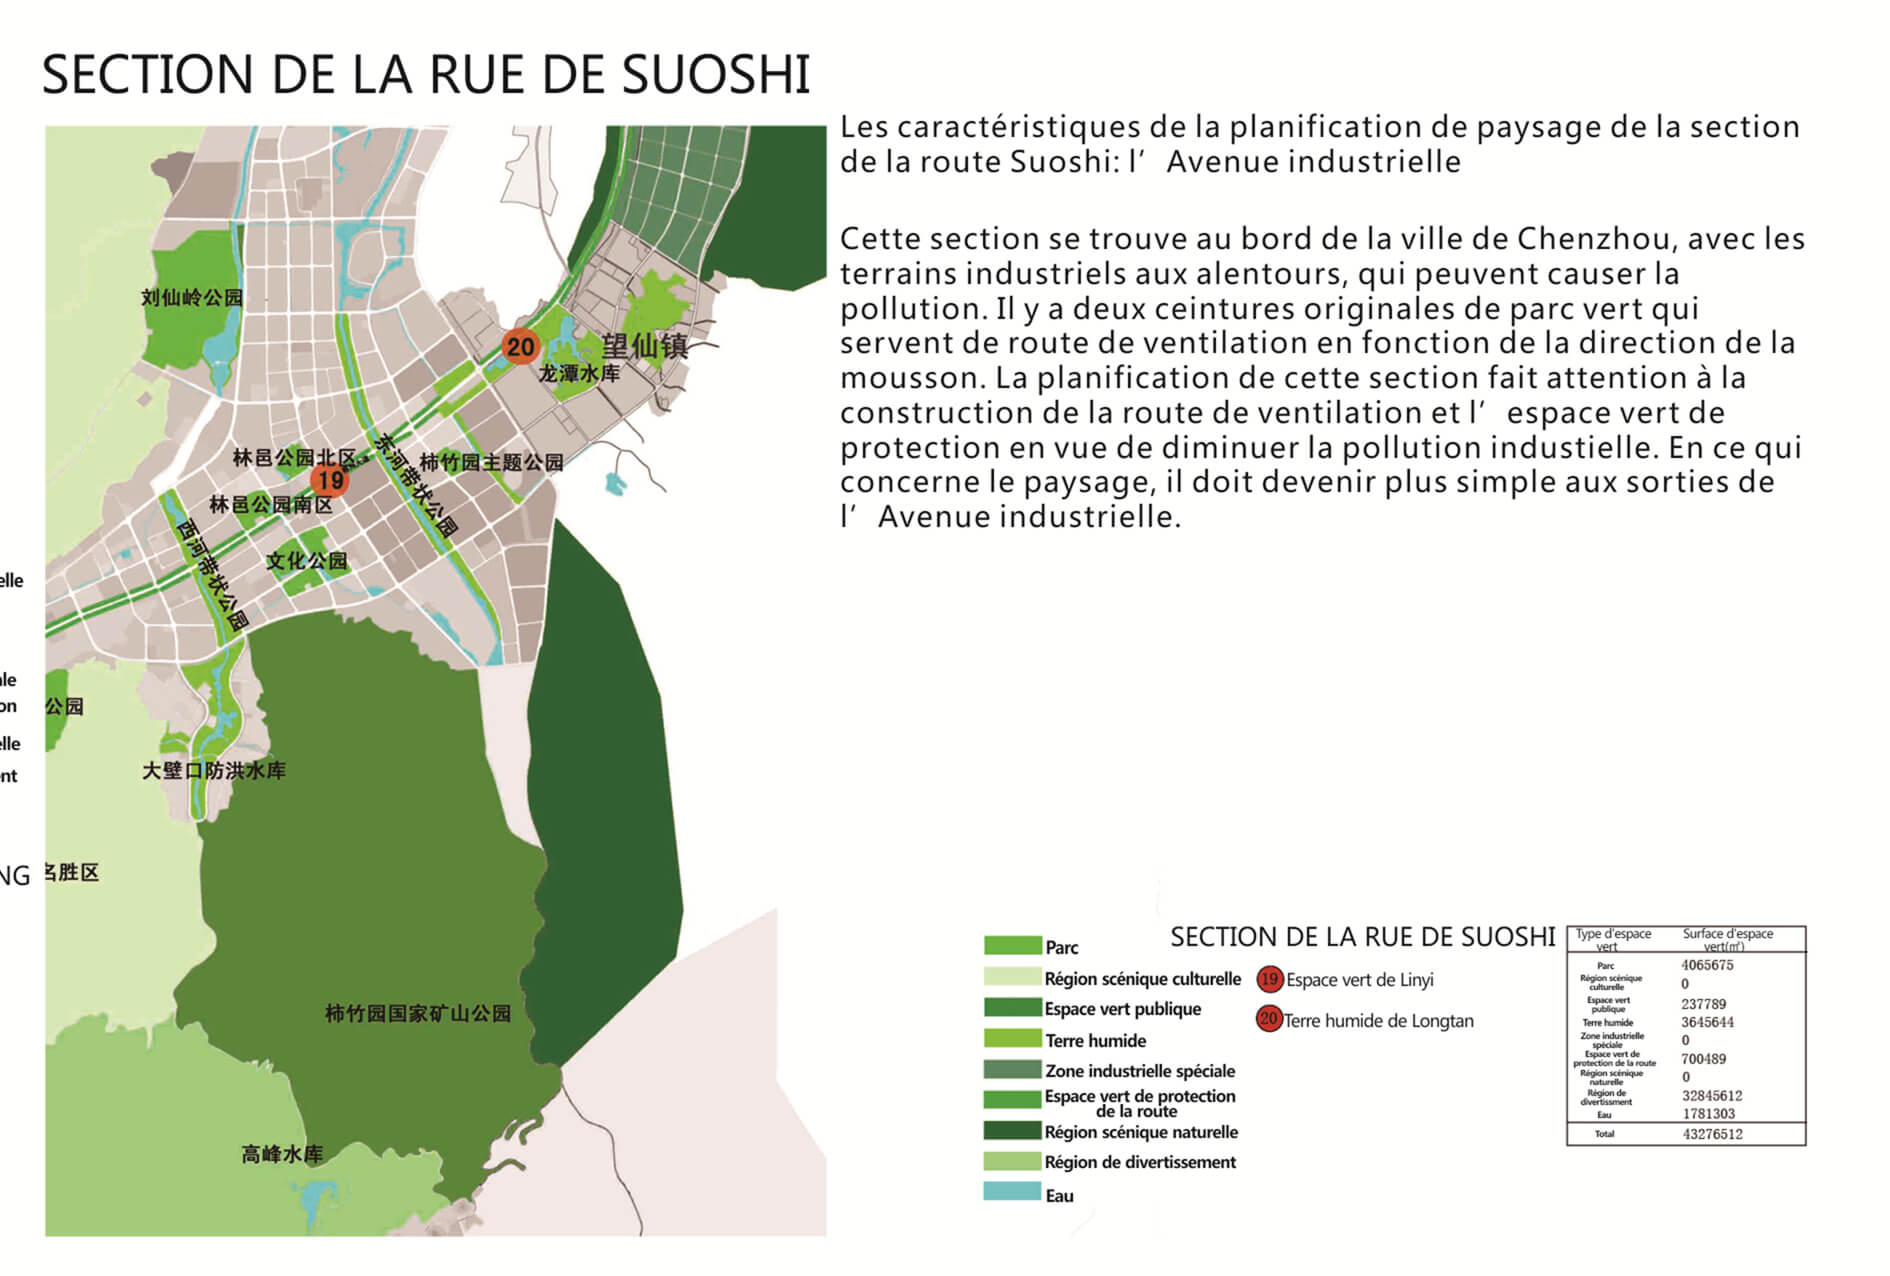 SECTION DE LA RUE DE SUOSHI
Les caractéristiques de la planification de paysage de la section
de la route Suoshi: l’ Avenue industrielle
Cette section se trouve au bord de la ville de Chenzhou, avec les
terrains industriels aux alentours, qui peuvent causer la
pollution. Il y a deux ceintures originales de parc vert qui
servent de route de ventilation en fonction de la direction de la
mousson. La planification de cette section fait attention à la
construction de la route de ventilation et l’ espace vert de
protection en vue de diminuer la pollution industielle. En ce qui
concerne le paysage, il doit devenir plus simple aux sorties de
l’ Avenue industrielle.
刘仙岭公园
20
望仙镇
龙潭水库
林邑公园北区
19
东河带状公园
柿竹园主题公园
林邑公园南区
西河带状公园
文化公园
elle
ale
on
公园
elle
ent
大壁口防洪水库
NG
名胜区
柿竹园国家矿山公园
高峰水库
Parc
Région scénique culturelle
Espace vert publique
Terre humide
Zone industrielle spéciale
Espace vert de protection
de la route
Région scénique naturelle
Région de divertissement
Eau
SECTION DE LA RUE DE SUOSHI
19 Espace vert de Linyi
20 Terre humide de Longtan
Type d'espace vert Surface d'espace vert(㎡)
Parc 4065675
Région scénique culturelle 0
Espace vert publique 237789
Terre humide 3645644
Zone industrielle spéciale 0
Espace vert de protection de la route 700489
Région scénique naturelle 0
Région de divertissment 32845612
Eau 1781303
Total 43276512